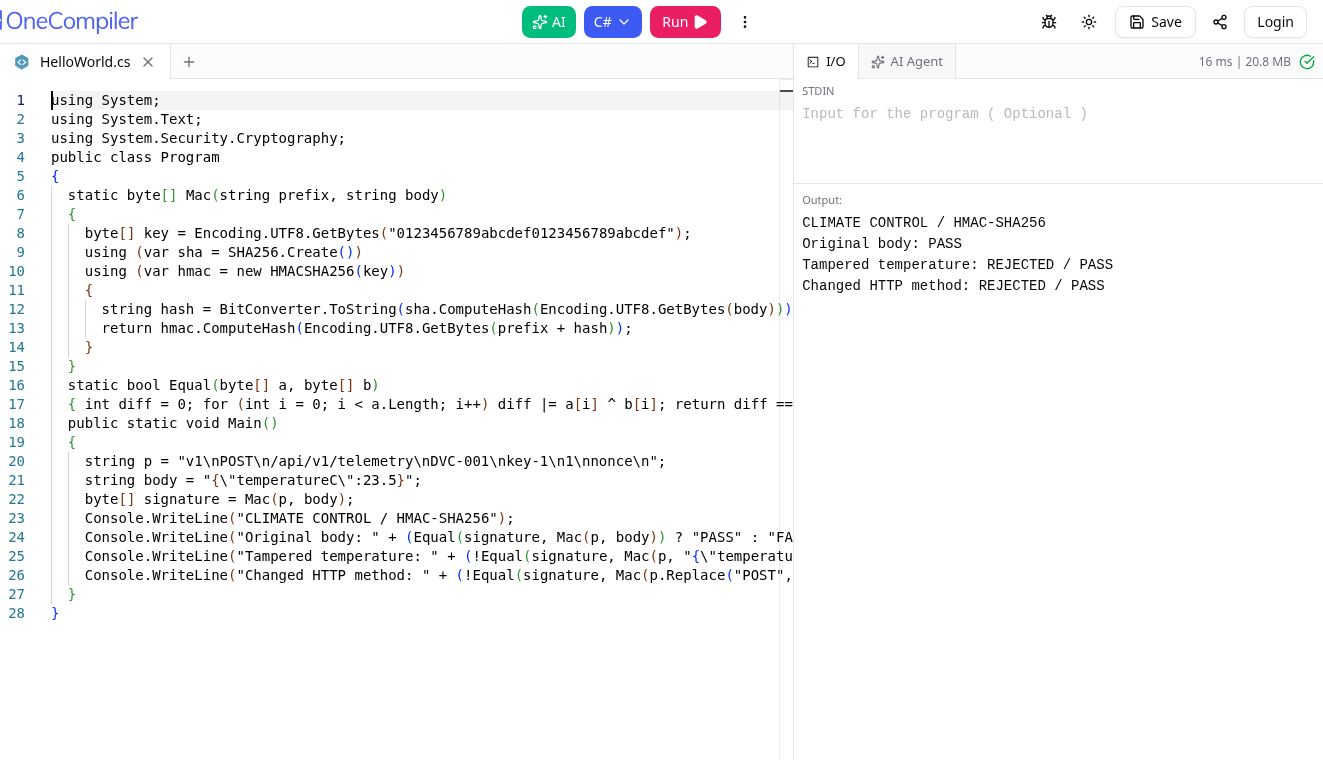 OneCompiler
AI
C#
Run
Save
Login
HelloWorld.cs
I/O
AI Agent
16 ms | 20.8 MB
1 using System;
2 using System.Text;
3 using System.Security.Cryptography;
4 public class Program
5 {
6   static byte[] Mac(string prefix, string body)
7   {
8     byte[] key = Encoding.UTF8.GetBytes("0123456789abcdef0123456789abcdef");
9     using (var sha = SHA256.Create())
10     using (var hmac = new HMACSHA256(key))
11     {
12       string hash = BitConverter.ToString(sha.ComputeHash(Encoding.UTF8.GetBytes(body)))
13       return hmac.ComputeHash(Encoding.UTF8.GetBytes(prefix + hash));
14     }
15   }
16   static bool Equal(byte[] a, byte[] b)
17   { int diff = 0; for (int i = 0; i < a.Length; i++) diff |= a[i] ^ b[i]; return diff ==
18   public static void Main()
19   {
20     string p = "v1\nPOST\n/api/v1/telemetry\nDVC-001\nkey-1\n1\nnonce\n";
21     string body = "{\"temperatureC\":23.5}";
22     byte[] signature = Mac(p, body);
23     Console.WriteLine("CLIMATE CONTROL / HMAC-SHA256");
24     Console.WriteLine("Original body: " + (Equal(signature, Mac(p, body)) ? "PASS" : "FA
25     Console.WriteLine("Tampered temperature: " + (!Equal(signature, Mac(p, "{\"temperatu
26     Console.WriteLine("Changed HTTP method: " + (!Equal(signature, Mac(p.Replace("POST",
27   }
28 }
STDIN
Input for the program ( Optional )
Output:
CLIMATE CONTROL / HMAC-SHA256
Original body: PASS
Tampered temperature: REJECTED / PASS
Changed HTTP method: REJECTED / PASS